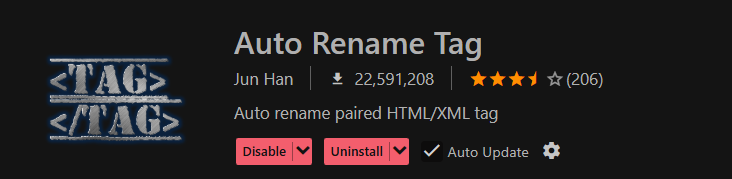 <TAG>
</TAG>
Auto Rename Tag
Jun Han 22,591,208 (206)
Auto rename paired HTML/XML tag
Disable Uninstall Auto Update